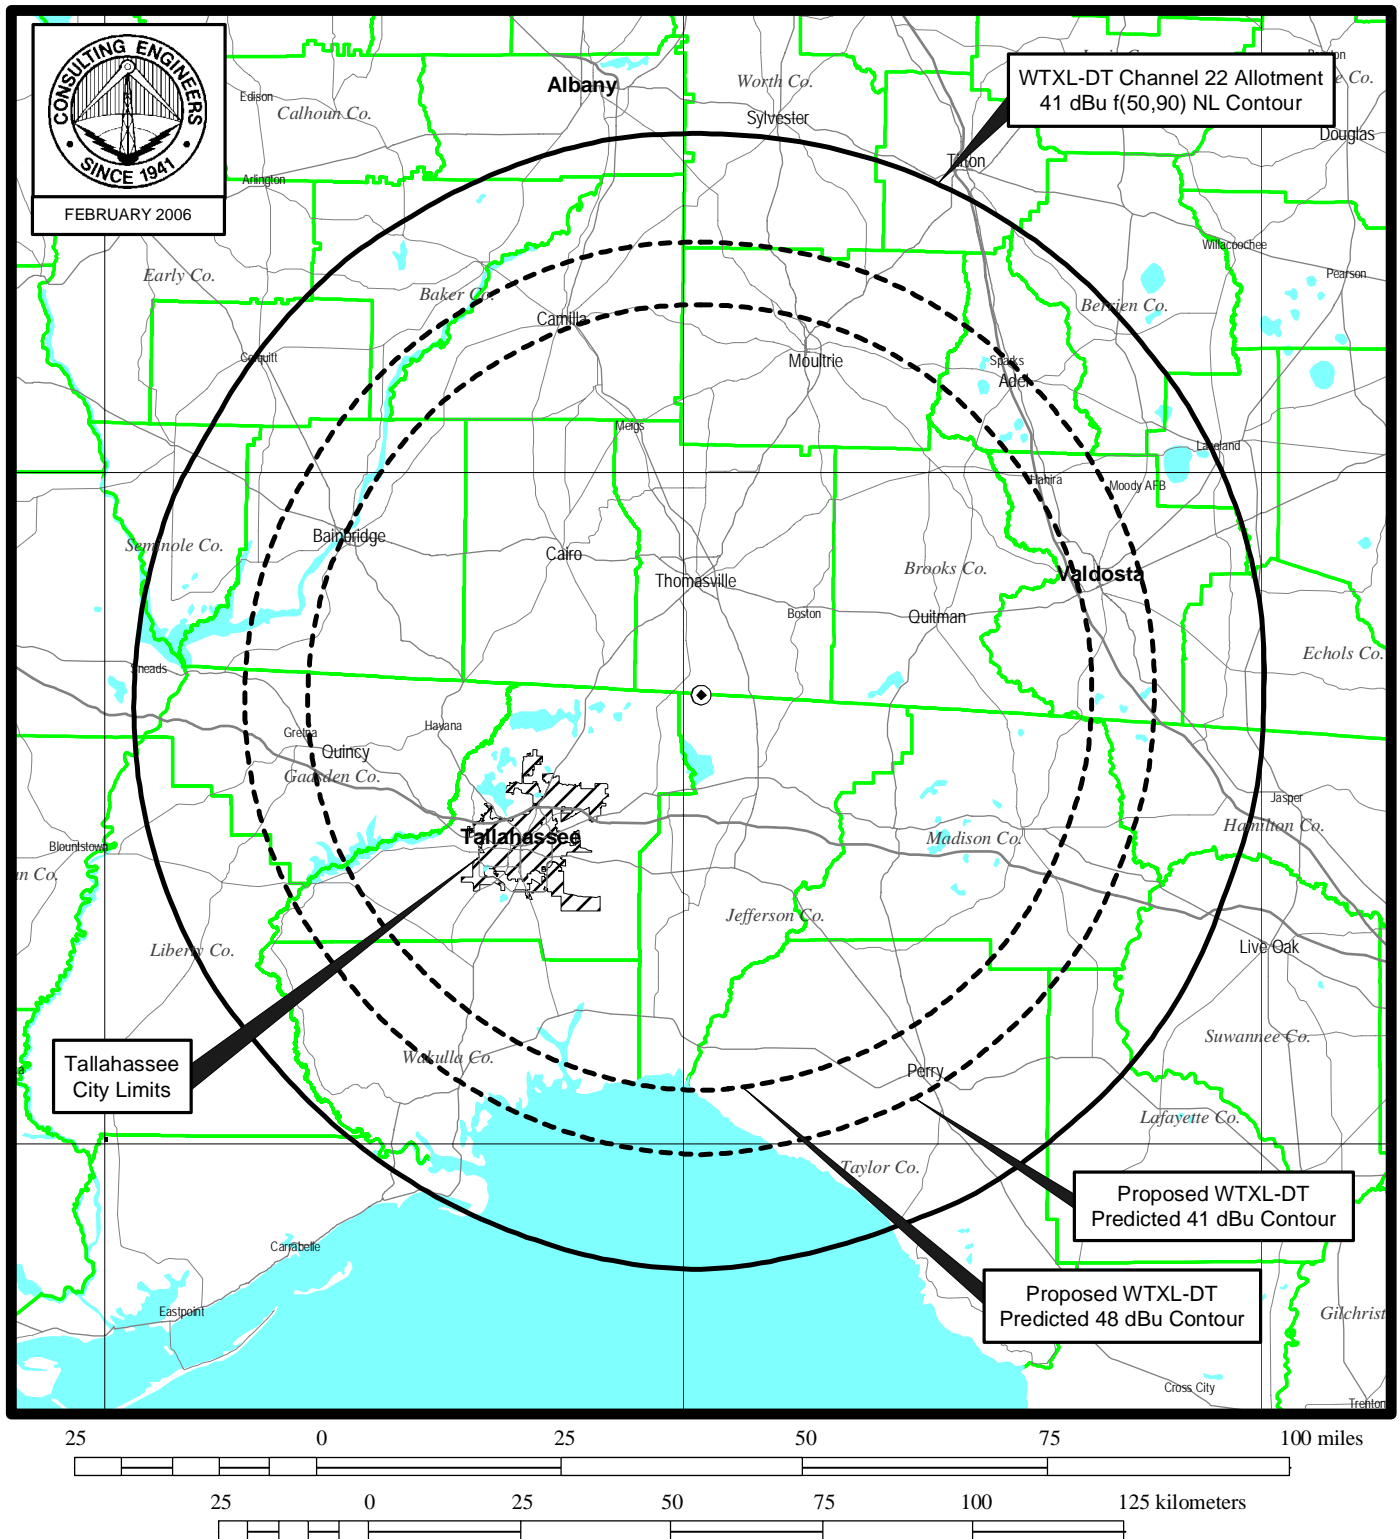 CONSULTING ENGINEERS
SINCE 1941
FEBRUARY 2006
WTXL-DT Channel 22 Allotment
41 dBu f(50,90) NL Contour
Albany
Worth Co.
Sylvester
Edison
Calhoun Co.
Arlington
Tifton
Douglas
e Co.
Willacoochee
Pearson
Early Co.
Baker Co.
Berrien Co.
Camilla
Colquitt
Moultrie
Sparks
Adel
Meigs
Lakeland
Hahira
Moody AFB
Bainbridge
Seminole Co.
Cairo
Thomasville
Brooks Co.
Valdosta
Boston
Quitman
Echols Co.
Sneads
Havana
Gretna
Quincy
Gadsden Co.
Jasper
Hamilton Co.
Tallahassee
Madison Co.
Blountstown
un Co.
Jefferson Co.
Liberty Co.
Live Oak
Suwannee Co.
Tallahassee
City Limits
Wakulla Co.
Perry
a
Lafayette Co.
Taylor Co.
Proposed WTXL-DT
Predicted 41 dBu Contour
Carrabelle
Eastpoint
Proposed WTXL-DT
Predicted 48 dBu Contour
Gilchrist
Cross City
Trenton
25 0 25 50 75 100 miles
25 0 25 50 75 100 125 kilometers